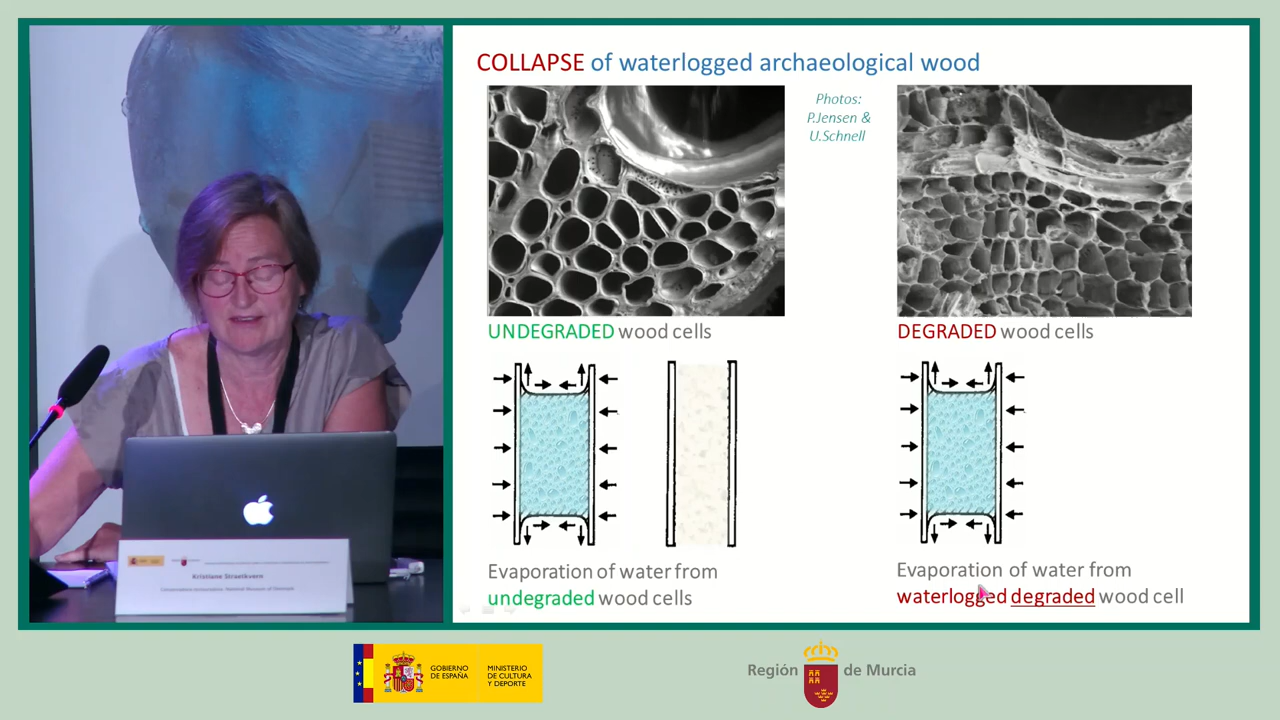 COLLAPSE of waterlogged archaeological wood
Photos:
P.Jensen &
U.Schnell
UNDEGRADED wood cells
DEGRADED wood cells
Evaporation of water from
undegraded wood cells
Evaporation of water from
waterlogged degraded wood cell
Kristiane Straetkvern
GOBIERNO
DE ESPAÑA
MINISTERIO
DE CULTURA
Y DEPORTE
Región de Murcia